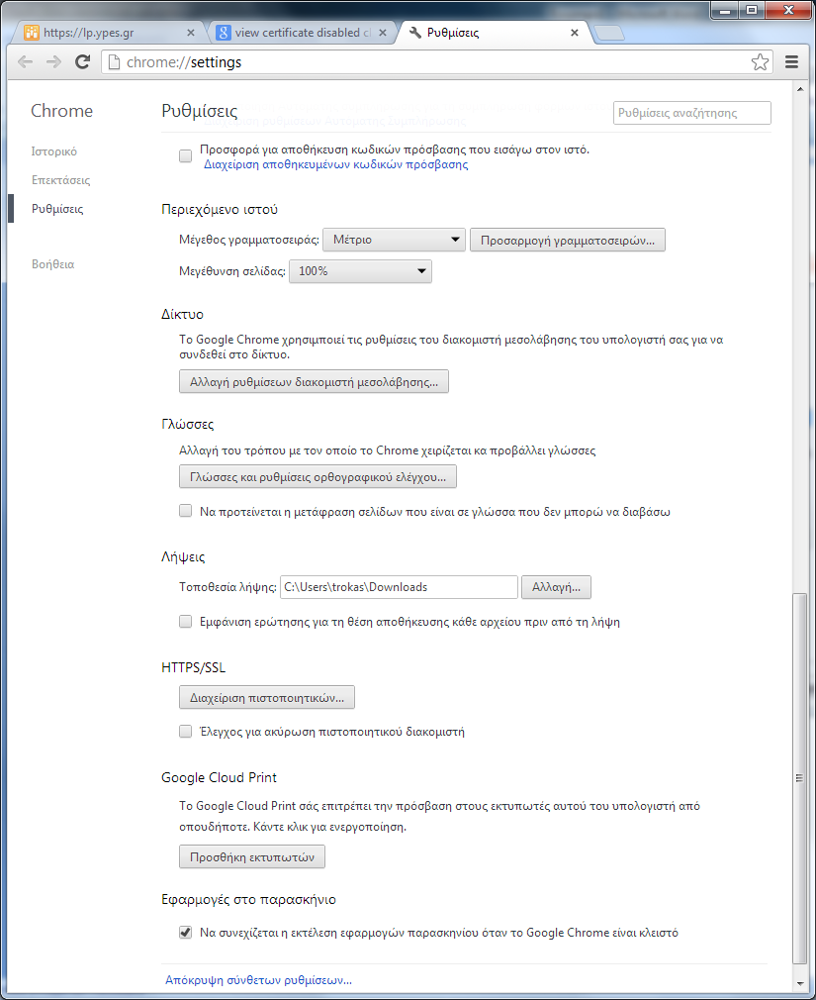 https://lp.ypes.gr
view certificate disabled cl
Ρυθμίσεις
chrome://settings
Chrome
Ρυθμίσεις
Ρυθμίσεις αναζήτησης
Ιστορικό
Επεκτάσεις
Ρυθμίσεις
Βοήθεια
Προσφορά για αποθήκευση κωδικών πρόσβασης που εισάγω στον ιστό.
Διαχείριση αποθηκευμένων κωδικών πρόσβασης
Περιεχόμενο ιστού
Μέγεθος γραμματοσειράς: Μέτριο Προσαρμογή γραμματοσειρών...
Μεγέθυνση σελίδας: 100%
Δίκτυο
Το Google Chrome χρησιμποιεί τις ρυθμίσεις του διακομιστή μεσολάβησης του υπολογιστή σας για να
συνδεθεί στο δίκτυο.
Αλλαγή ρυθμίσεων διακομιστή μεσολάβησης...
Γλώσσες
Αλλαγή του τρόπου με τον οποίο το Chrome χειρίζεται κα προβάλλει γλώσσες
Γλώσσες και ρυθμίσεις ορθογραφικού ελέγχου...
Να προτείνεται η μετάφραση σελίδων που είναι σε γλώσσα που δεν μπορώ να διαβάσω
Λήψεις
Τοποθεσία λήψης: C:\Users\trokas\Downloads Αλλαγή...
Εμφάνιση ερώτησης για τη θέση αποθήκευσης κάθε αρχείου πριν από τη λήψη
HTTPS/SSL
Διαχείριση πιστοποιητικών...
Έλεγχος για ακύρωση πιστοποιητικού διακομιστή
Google Cloud Print
Το Google Cloud Print σάς επιτρέπει την πρόσβαση στους εκτυπωτές αυτού του υπολογιστή από
οπουδήποτε. Κάντε κλικ για ενεργοποίηση.
Προσθήκη εκτυπωτών
Εφαρμογές στο παρασκήνιο
Να συνεχίζεται η εκτέλεση εφαρμογών παρασκηνίου όταν το Google Chrome είναι κλειστό
Απόκρυψη σύνθετων ρυθμίσεων...